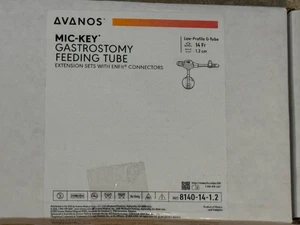 AVANOS
MIC-KEY*
GASTROSTOMY
FEEDING TUBE
EXTENSION SETS WITH ENFit® CONNECTORS
Low-Profile G-Tube
14 Fr
1.2 cm
REF 8140-14-1.2